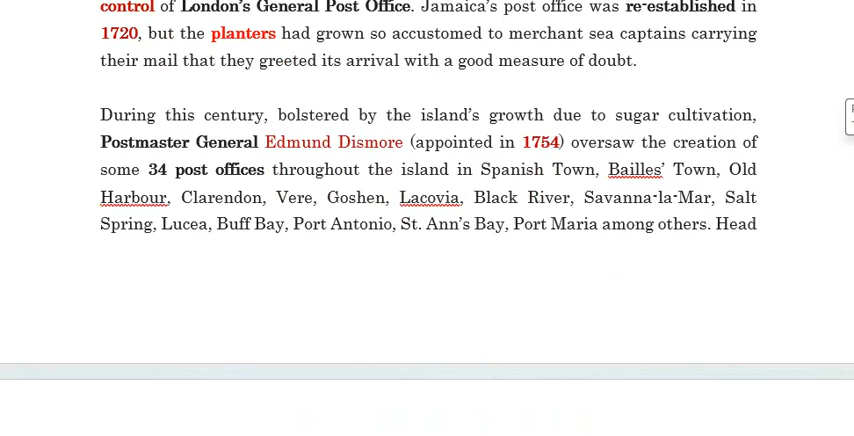 control of London's General Post Office. Jamaica's post office was re-established in
1720, but the planters had grown so accustomed to merchant sea captains carrying
their mail that they greeted its arrival with a good measure of doubt.
During this century, bolstered by the island's growth due to sugar cultivation,
Postmaster General Edmund Dismore (appointed in 1754) oversaw the creation of
some 34 post offices throughout the island in Spanish Town, Bailles' Town, Old
Harbour, Clarendon, Vere, Goshen, Lacovia, Black River, Savanna-la-Mar, Salt
Spring, Lucea, Buff Bay, Port Antonio, St. Ann's Bay, Port Maria among others. Head